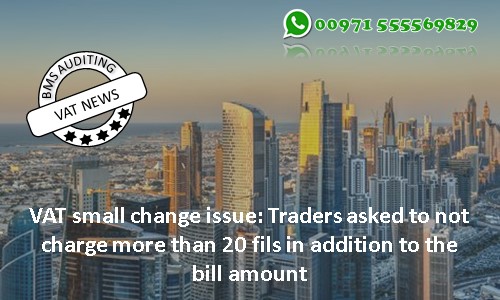 00971 555569829
BMS AUDITING
VAT NEWS
VAT small change issue: Traders asked to not
charge more than 20 fils in addition to the
bill amount